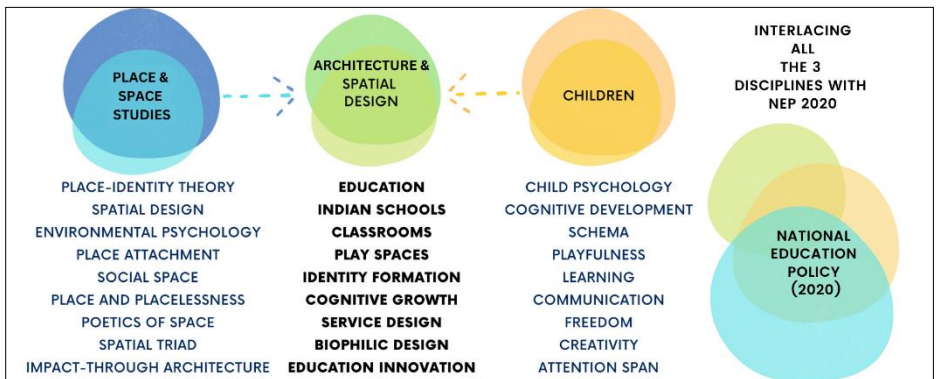 PLACE &
SPACE
STUDIES
ARCHITECTURE &
SPATIAL
DESIGN
CHILDREN
INTERLACING
ALL
THE 3
DISCIPLINES WITH
NEP 2020
PLACE-IDENTITY THEORY
SPATIAL DESIGN
ENVIRONMENTAL PSYCHOLOGY
PLACE ATTACHMENT
SOCIAL SPACE
PLACE AND PLACELESSNESS
POETICS OF SPACE
SPATIAL TRIAD
IMPACT-THROUGH ARCHITECTURE
EDUCATION
INDIAN SCHOOLS
CLASSROOMS
PLAY SPACES
IDENTITY FORMATION
COGNITIVE GROWTH
SERVICE DESIGN
BIOPHILIC DESIGN
EDUCATION INNOVATION
CHILD PSYCHOLOGY
COGNITIVE DEVELOPMENT
SCHEMA
PLAYFULNESS
LEARNING
COMMUNICATION
FREEDOM
CREATIVITY
ATTENTION SPAN
NATIONAL
EDUCATION
POLICY
(2020)